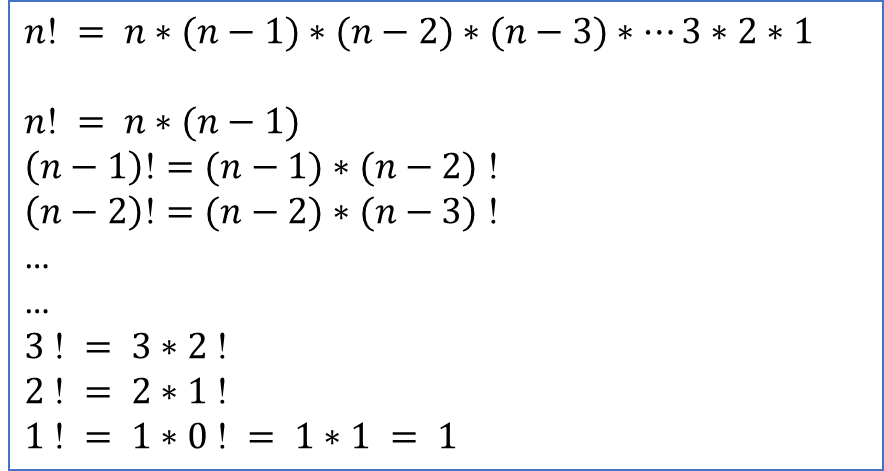 n! = n * (n − 1) * (n − 2) * (n − 3) * ⋯ 3 * 2 * 1
n! = n * (n − 1)
(n − 1)! = (n − 1) * (n − 2) !
(n − 2)! = (n − 2) * (n − 3) !
...
...
3 ! = 3 * 2 !
2 ! = 2 * 1 !
1 ! = 1 * 0 ! = 1 * 1 = 1